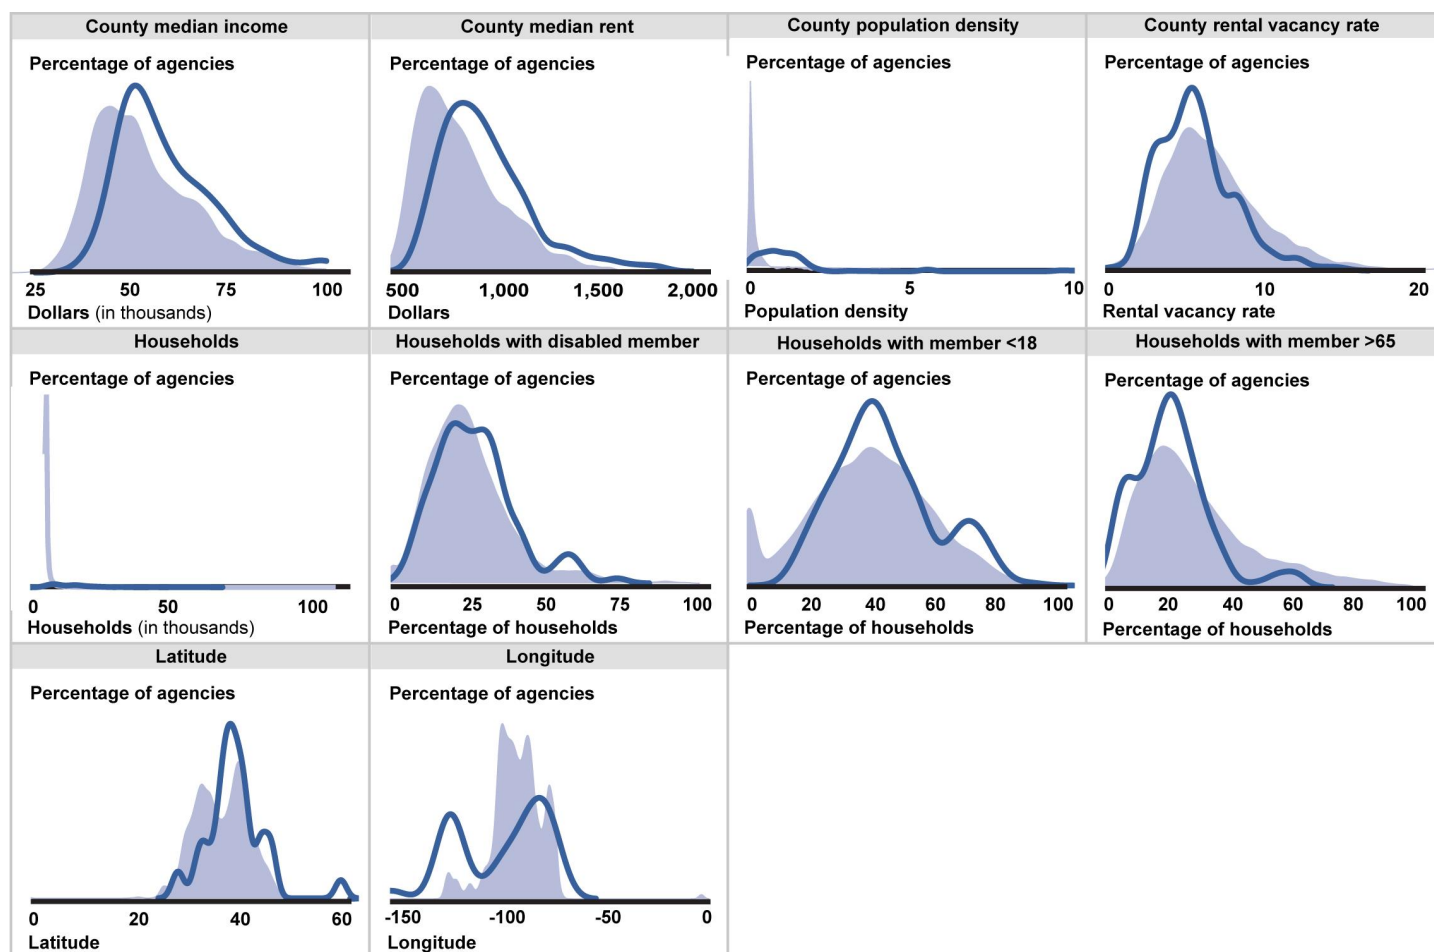 County median income
Percentage of agencies
25 50 75 100
Dollars (in thousands)
County median rent
Percentage of agencies
500 1,000 1,500 2,000
Dollars
County population density
Percentage of agencies
0 5 10
Population density
County rental vacancy rate
Percentage of agencies
0 10 20
Rental vacancy rate
Households
Percentage of agencies
0 50 100
Households (in thousands)
Households with disabled member
Percentage of agencies
0 25 50 75 100
Percentage of households
Households with member <18
Percentage of agencies
0 20 40 60 80 100
Percentage of households
Households with member >65
Percentage of agencies
0 20 40 60 80 100
Percentage of households
Latitude
Percentage of agencies
0 20 40 60
Latitude
Longitude
Percentage of agencies
-150 -100 -50 0
Longitude